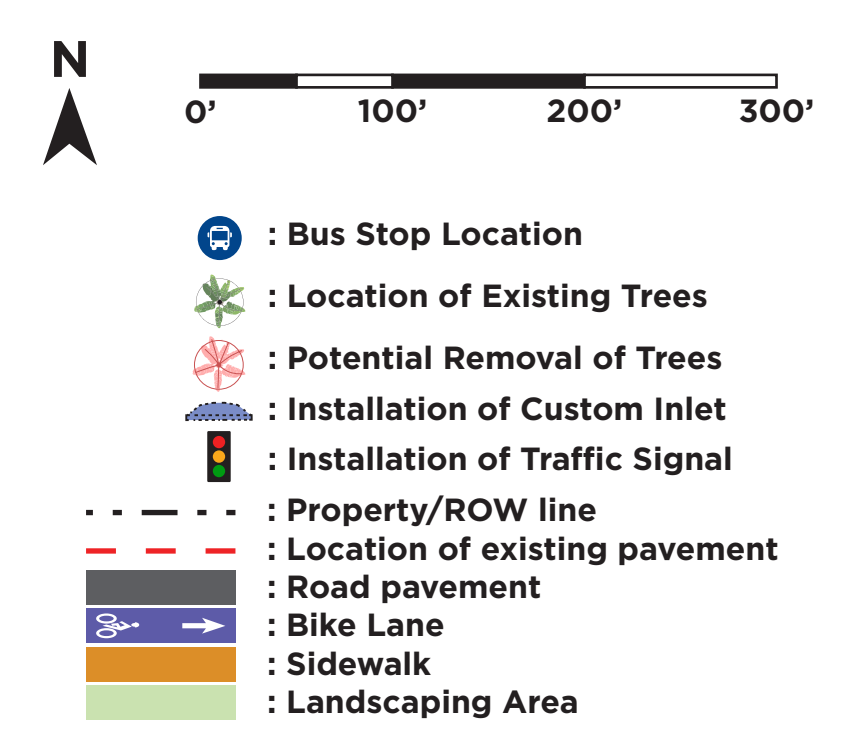 N
0’ 100’ 200’ 300’
: Bus Stop Location
: Location of Existing Trees
: Potential Removal of Trees
: Installation of Custom Inlet
: Installation of Traffic Signal
: Property/ROW line
: Location of existing pavement
: Road pavement
: Bike Lane
: Sidewalk
: Landscaping Area